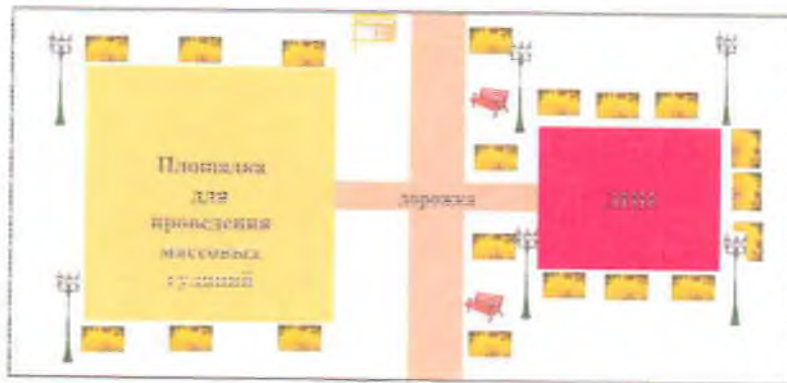 Площадка
для
проведения
массовых
гуляний
дорожка